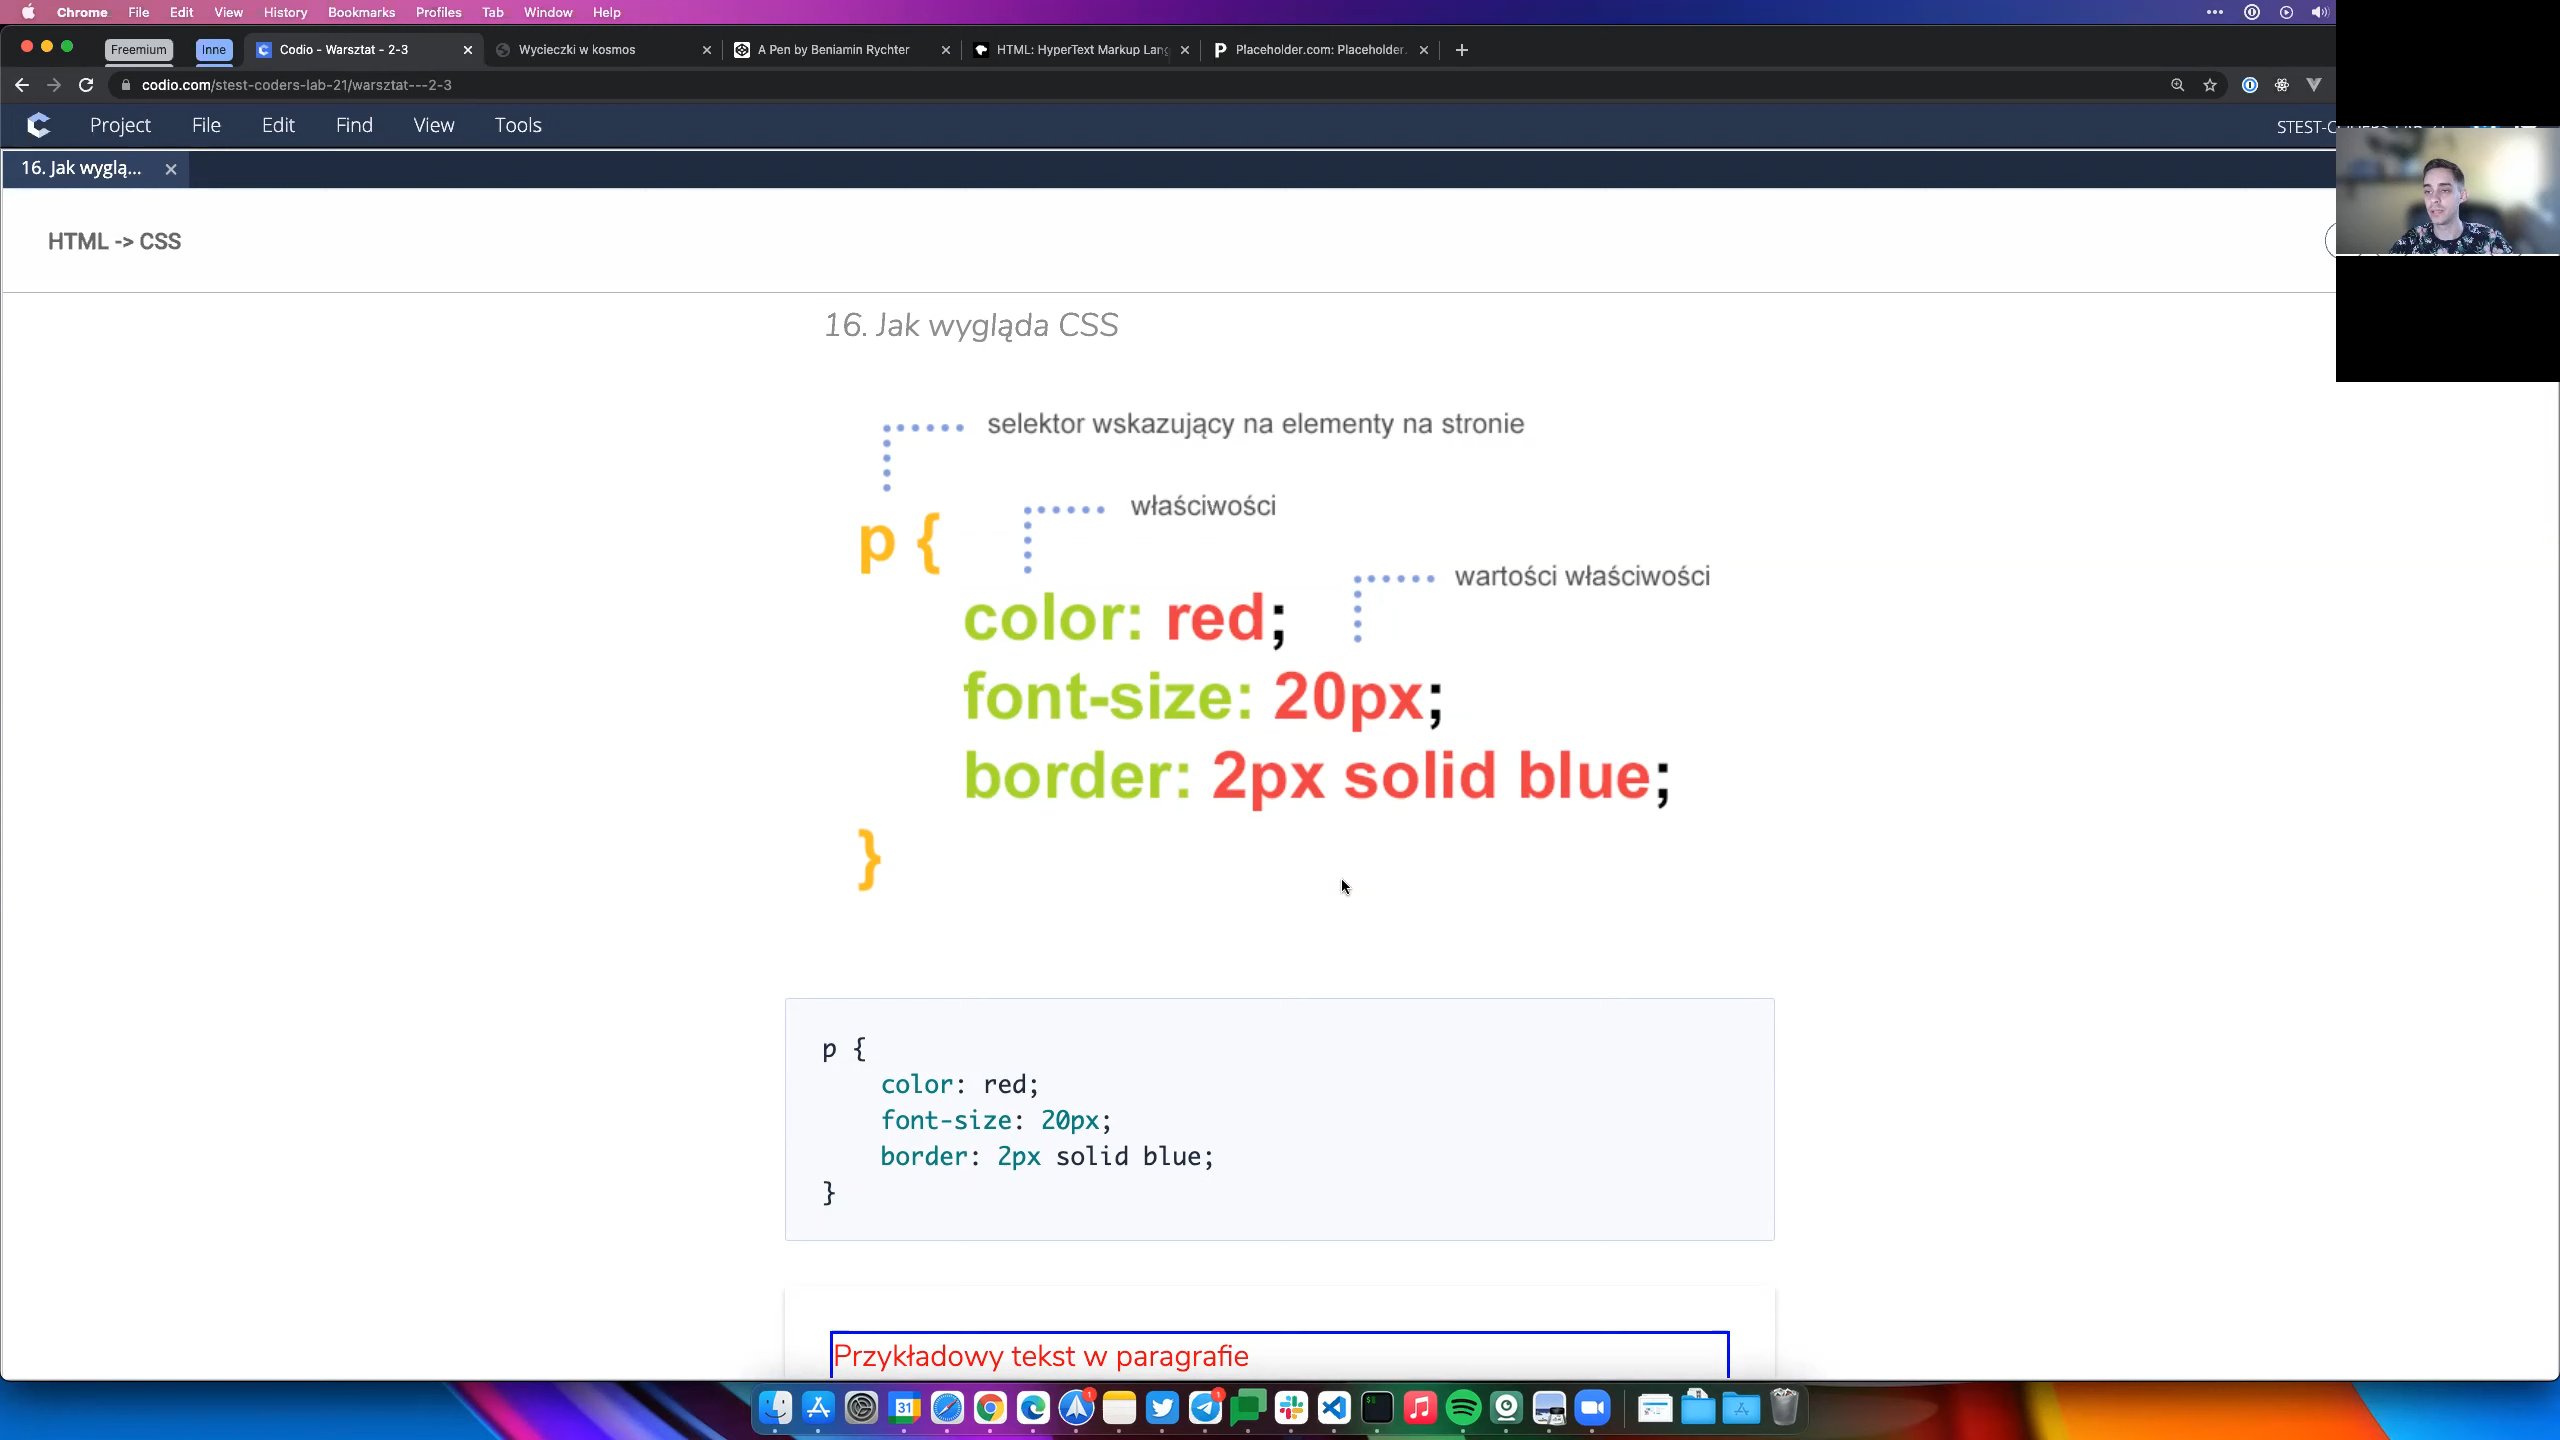 Chrome File Edit View History Bookmarks Profiles Tab Window Help
Freemium Inne Codio - Warsztat - 2-3 Wycieczki w kosmos A Pen by Beniamin Rychter HTML: HyperText Markup Lang Placeholder.com: Placeholder.
codio.com/stest-coders-lab-21/warsztat---2-3
Project File Edit Find View Tools
16. Jak wyglą...
HTML -> CSS
16. Jak wygląda CSS
selektor wskazujący na elementy na stronie
właściwości
p {
wartości właściwości
color: red;
font-size: 20px;
border: 2px solid blue;
}
p {
color: red;
font-size: 20px;
border: 2px solid blue;
}
Przykładowy tekst w paragrafie
31
1
1